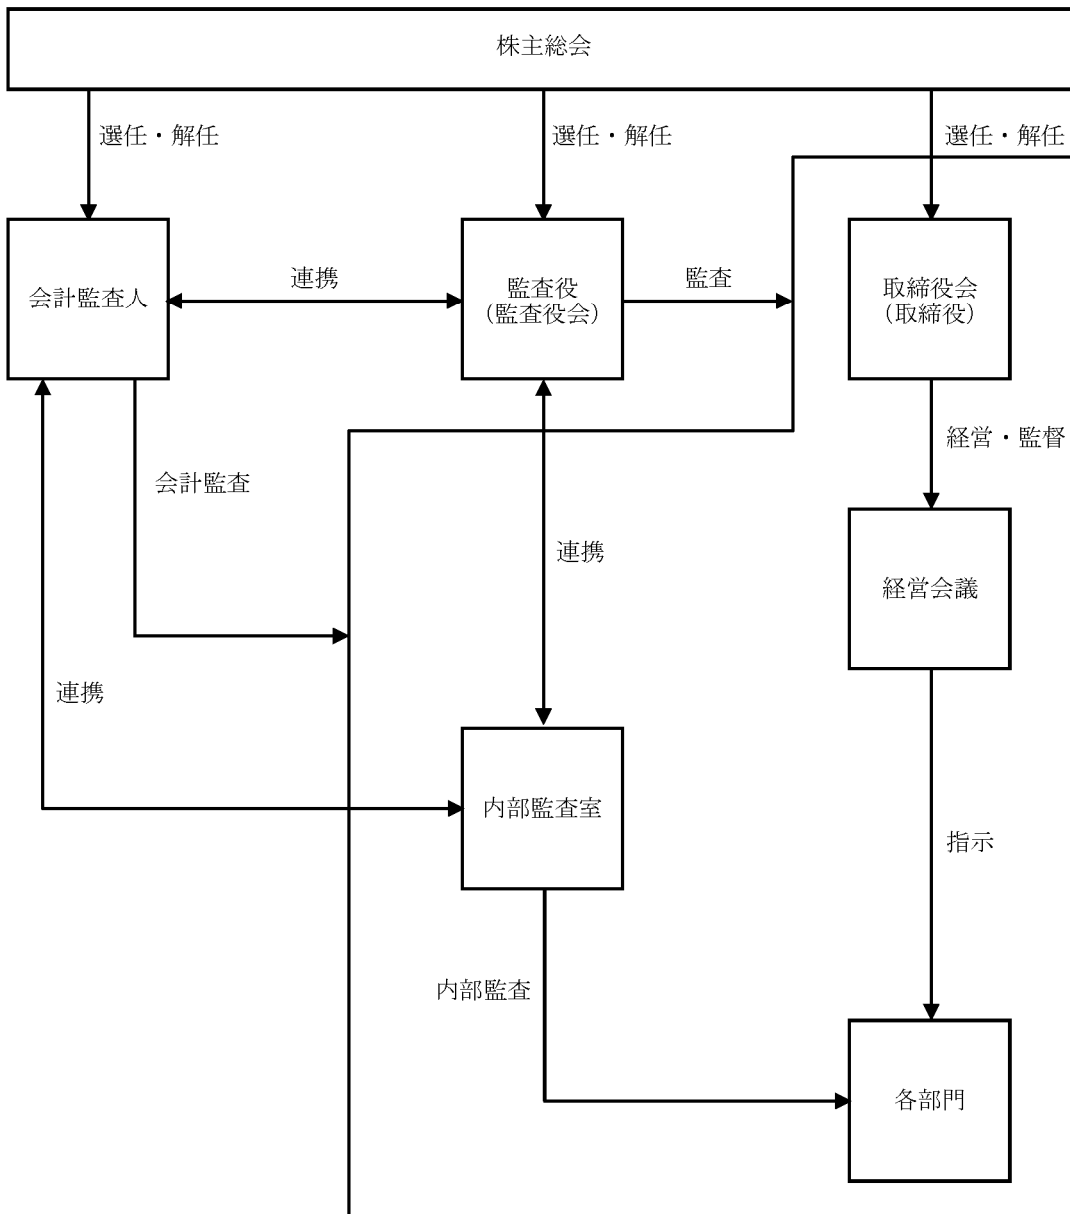 株主総会
選任・解任
選任・解任
選任・解任
会計監査人
連携
監査役
（監査役会）
監査
取締役会
（取締役）
経営・監督
会計監査
連携
経営会議
連携
内部監査室
指示
内部監査
各部門